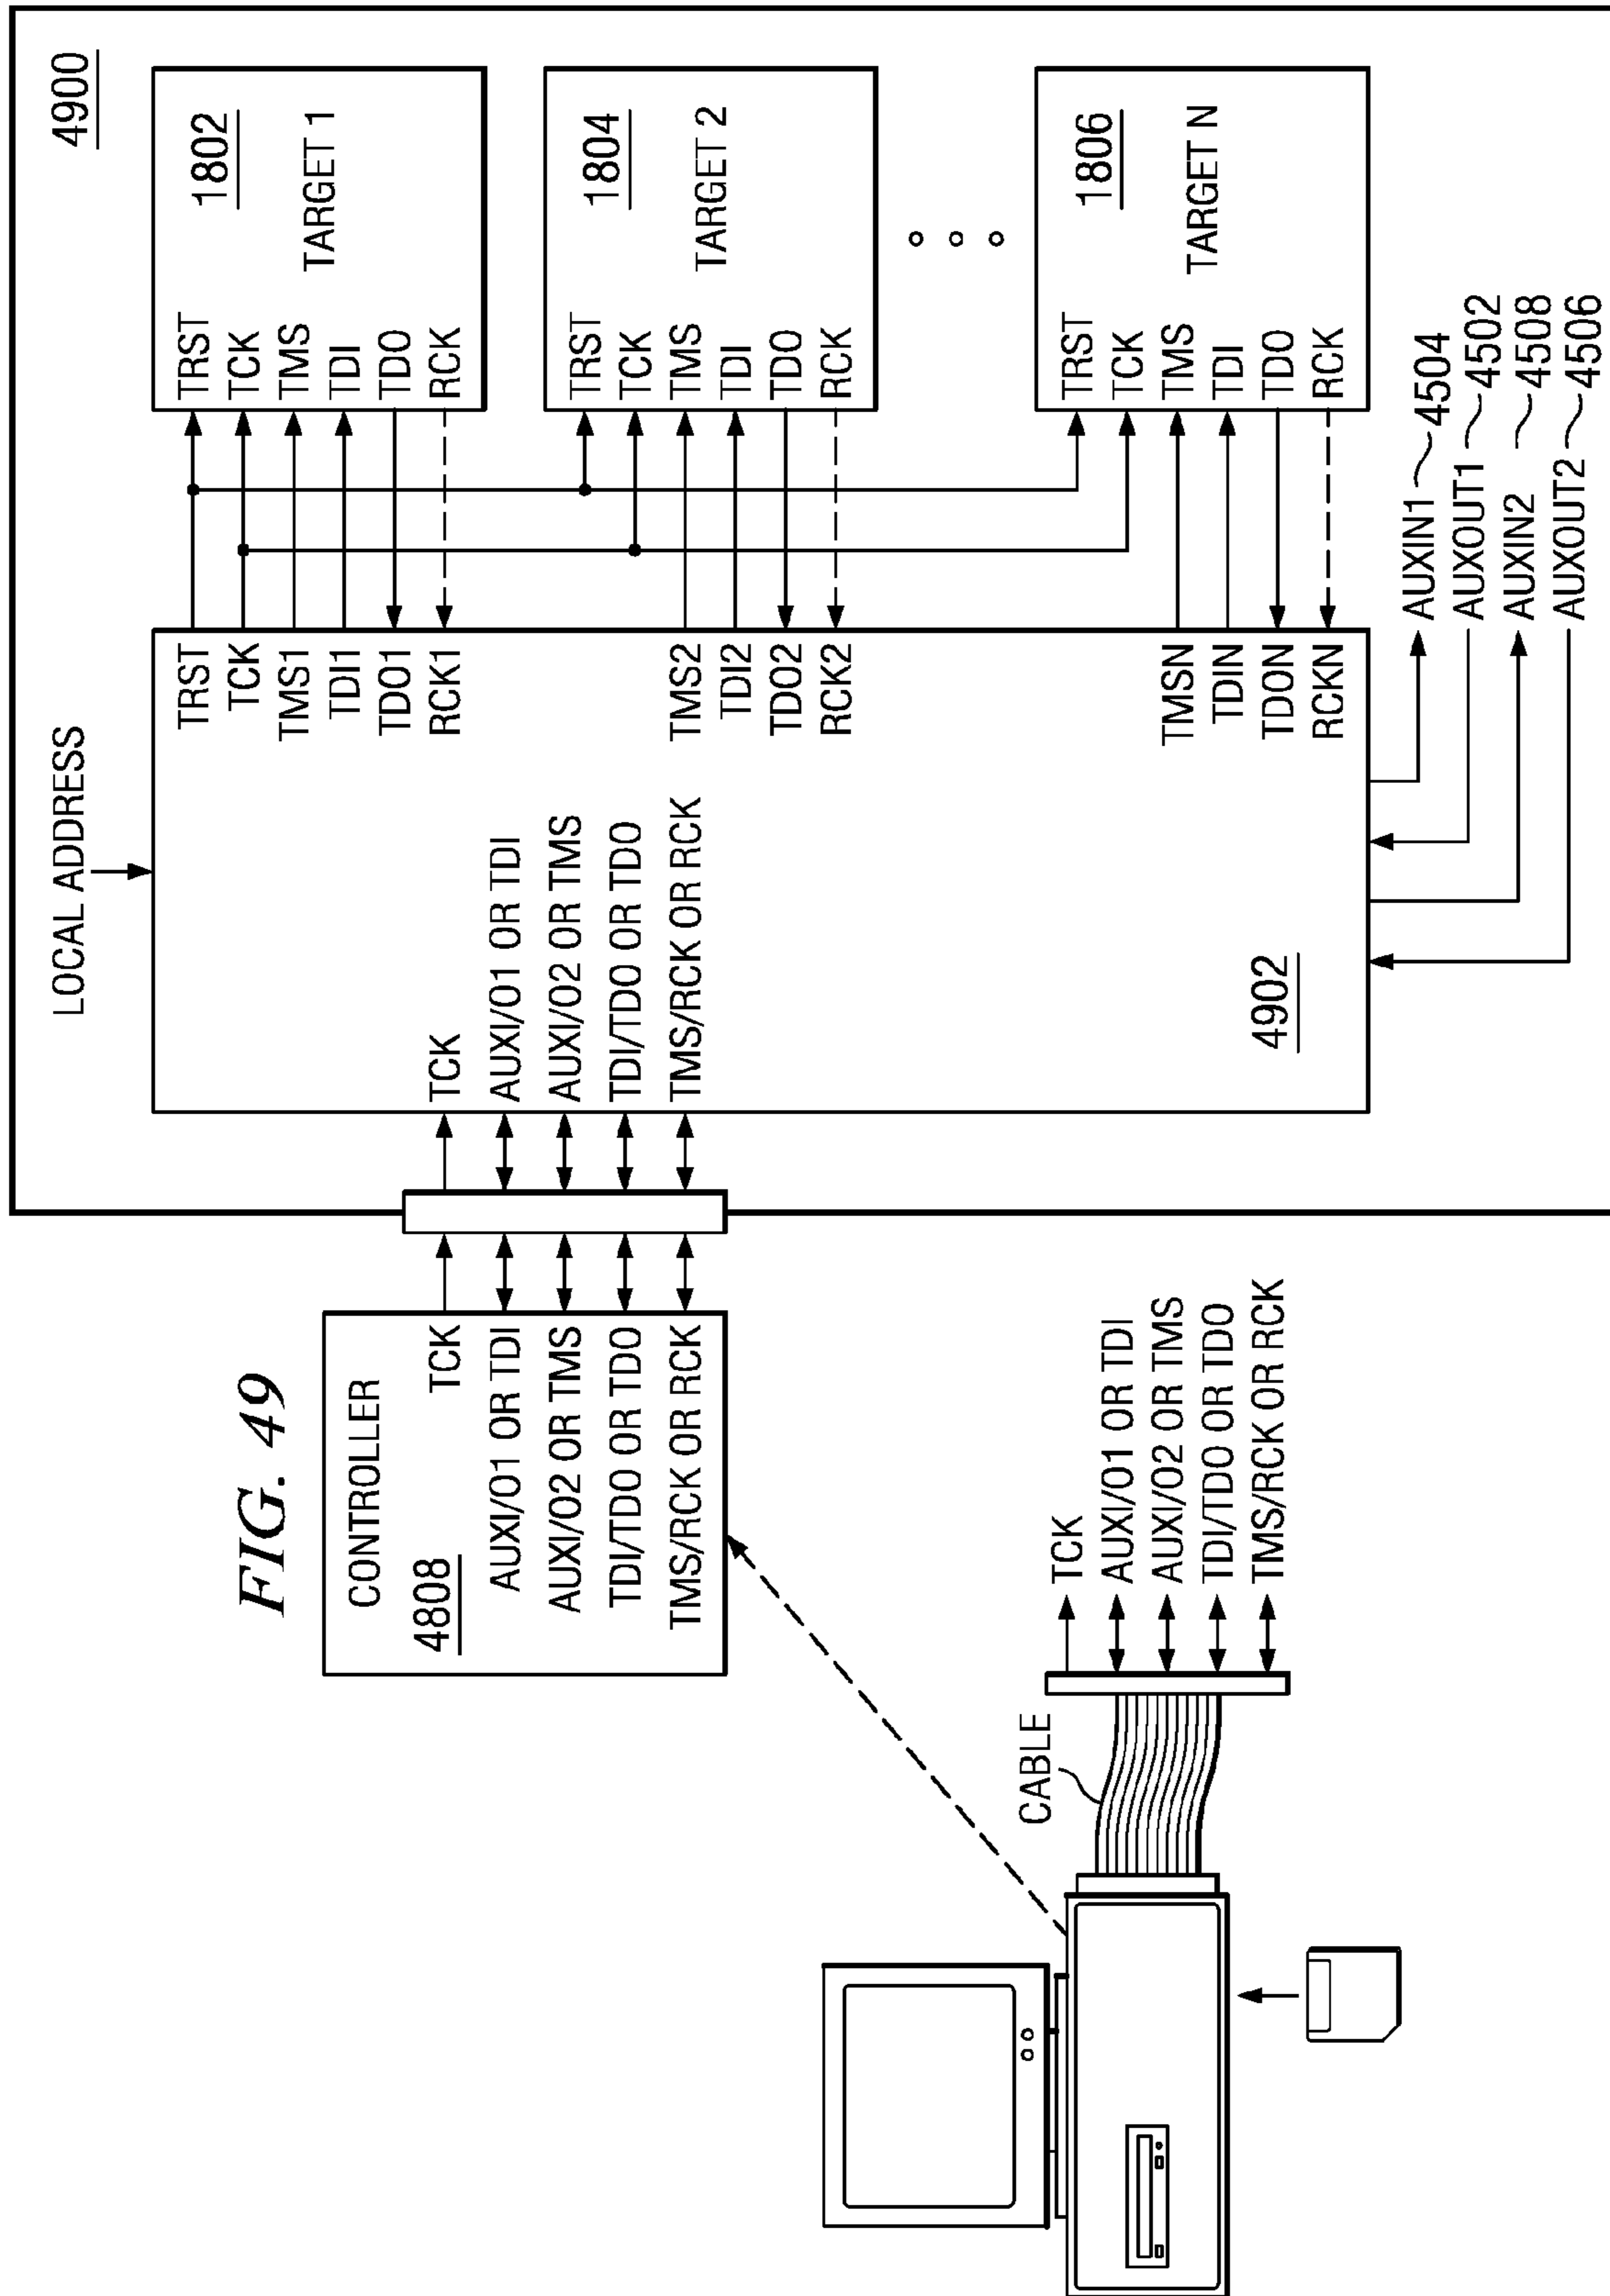 FIG. 49
4900
CONTROLLER
4808
TCK
AUXI/O1 OR TDI
AUXI/O2 OR TMS
TDI/TDO OR TDO
TMS/RCK OR RCK
LOCAL ADDRESS
TCK
AUXI/O1 OR TDI
AUXI/O2 OR TMS
TDI/TDO OR TDO
TMS/RCK OR RCK
4902
TRST
TCK
TMS1
TDI1
TDO1
RCK1
TMS2
TDI2
TDO2
RCK2
TMSN
TDIN
TDON
RCKN
TRST
TCK
TMS
TDI
TDO
RCK
1802
TARGET 1
TRST
TCK
TMS
TDI
TDO
RCK
1804
TARGET 2
TRST
TCK
TMS
TDI
TDO
RCK
1806
TARGET N
AUXIN1 4504
AUXOUT1 4502
AUXIN2 4508
AUXOUT2 4506
CABLE
TCK
AUXI/O1 OR TDI
AUXI/O2 OR TMS
TDI/TDO OR TDO
TMS/RCK OR RCK